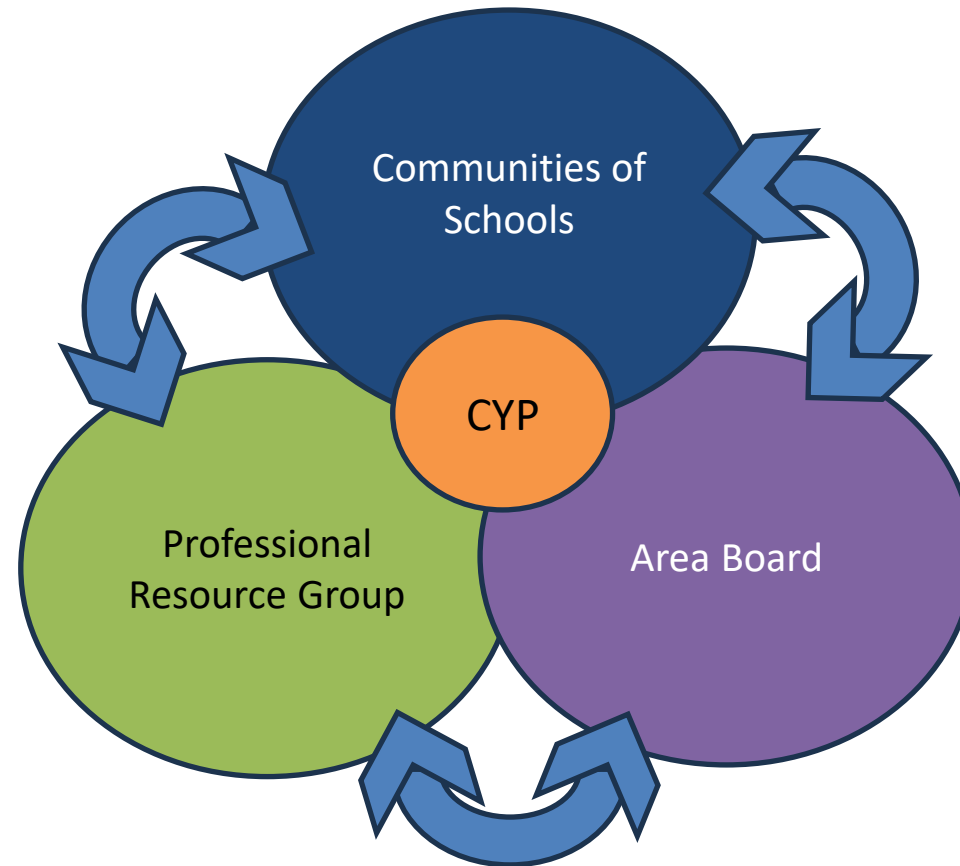 Communities of
Schools
CYP
Professional
Resource Group
Area Board